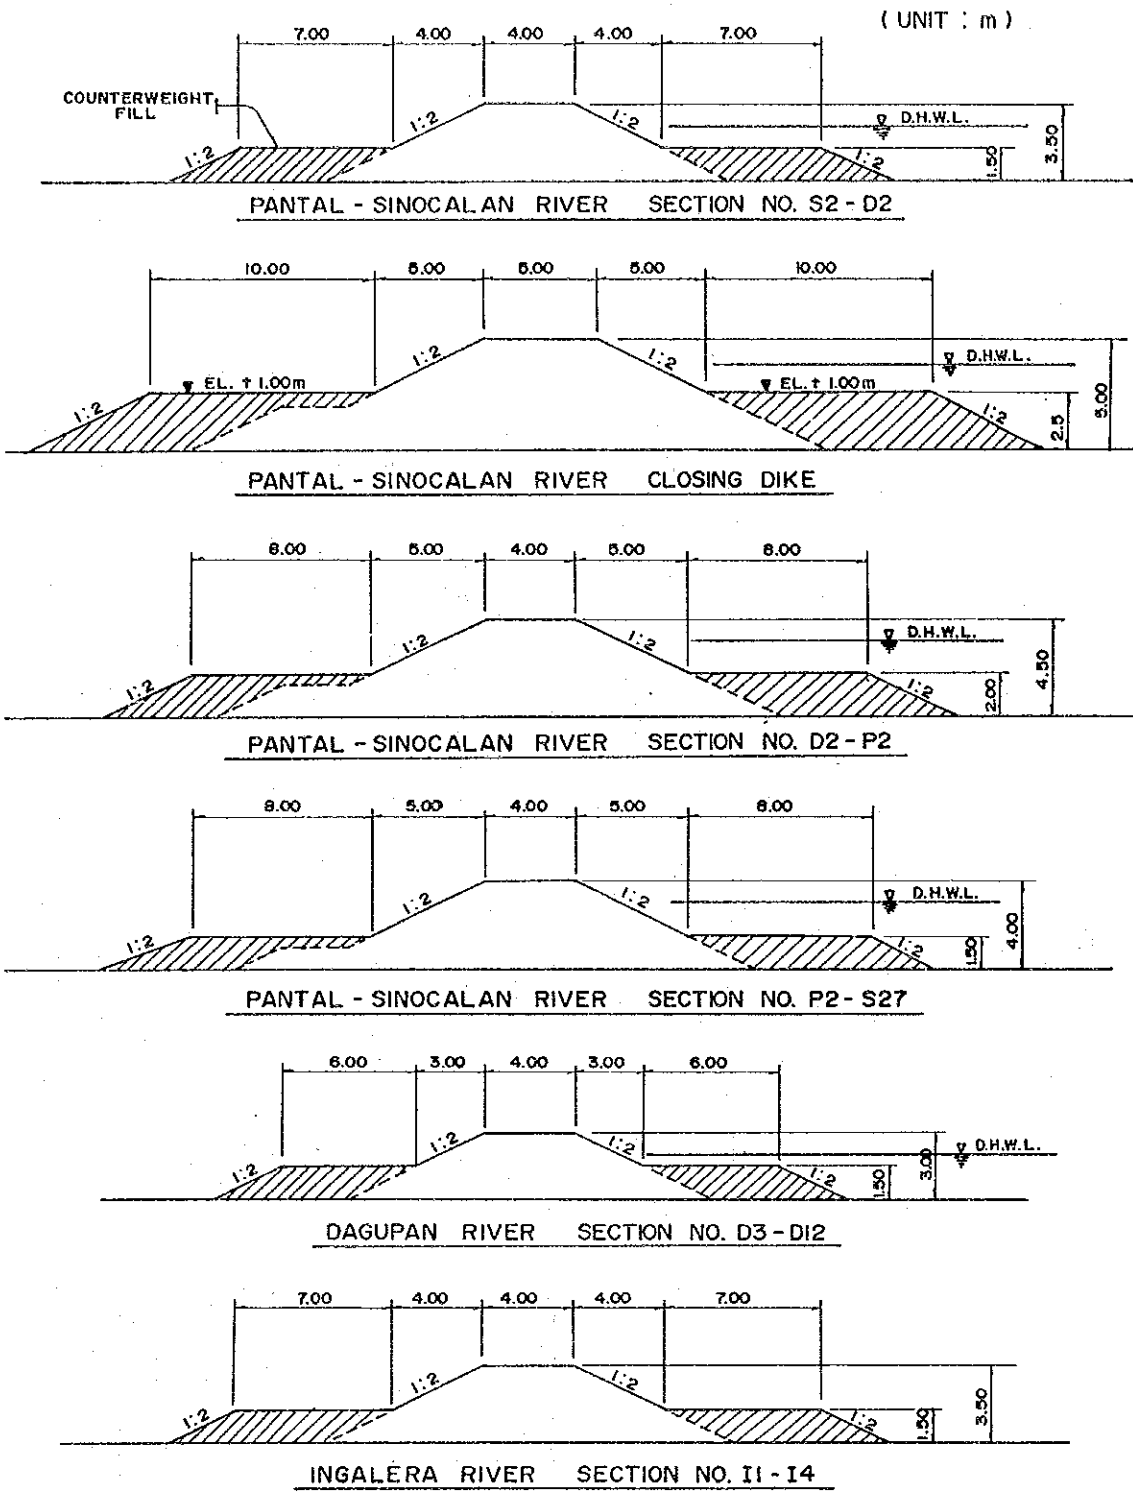 ( UNIT : m )
7.00 4.00 4.00 4.00 7.00
COUNTERWEIGHT
FILL
1:2 1:2 1:2 1:2
D.H.W.L.
1.50 3.50
PANTAL - SINOCALAN RIVER SECTION NO. S2 - D2
10.00 5.00 5.00 5.00 10.00
1:2 1:2 1:2 1:2
D.H.W.L.
EL. + 1.00m EL. + 1.00m
2.5 5.00
PANTAL - SINOCALAN RIVER CLOSING DIKE
8.00 5.00 4.00 5.00 8.00
1:2 1:2 1:2 1:2
D.H.W.L.
2.00 4.50
PANTAL - SINOCALAN RIVER SECTION NO. D2 - P2
8.00 5.00 4.00 5.00 8.00
1:2 1:2 1:2 1:2
D.H.W.L.
1.50 4.00
PANTAL - SINOCALAN RIVER SECTION NO. P2 - S27
6.00 3.00 4.00 3.00 6.00
1:2 1:2 1:2 1:2
D.H.W.L.
1.50 3.00
DAGUPAN RIVER SECTION NO. D3 - D12
7.00 4.00 4.00 4.00 7.00
1:2 1:2 1:2 1:2
1.50 3.50
INGALERA RIVER SECTION NO. I1 - I4